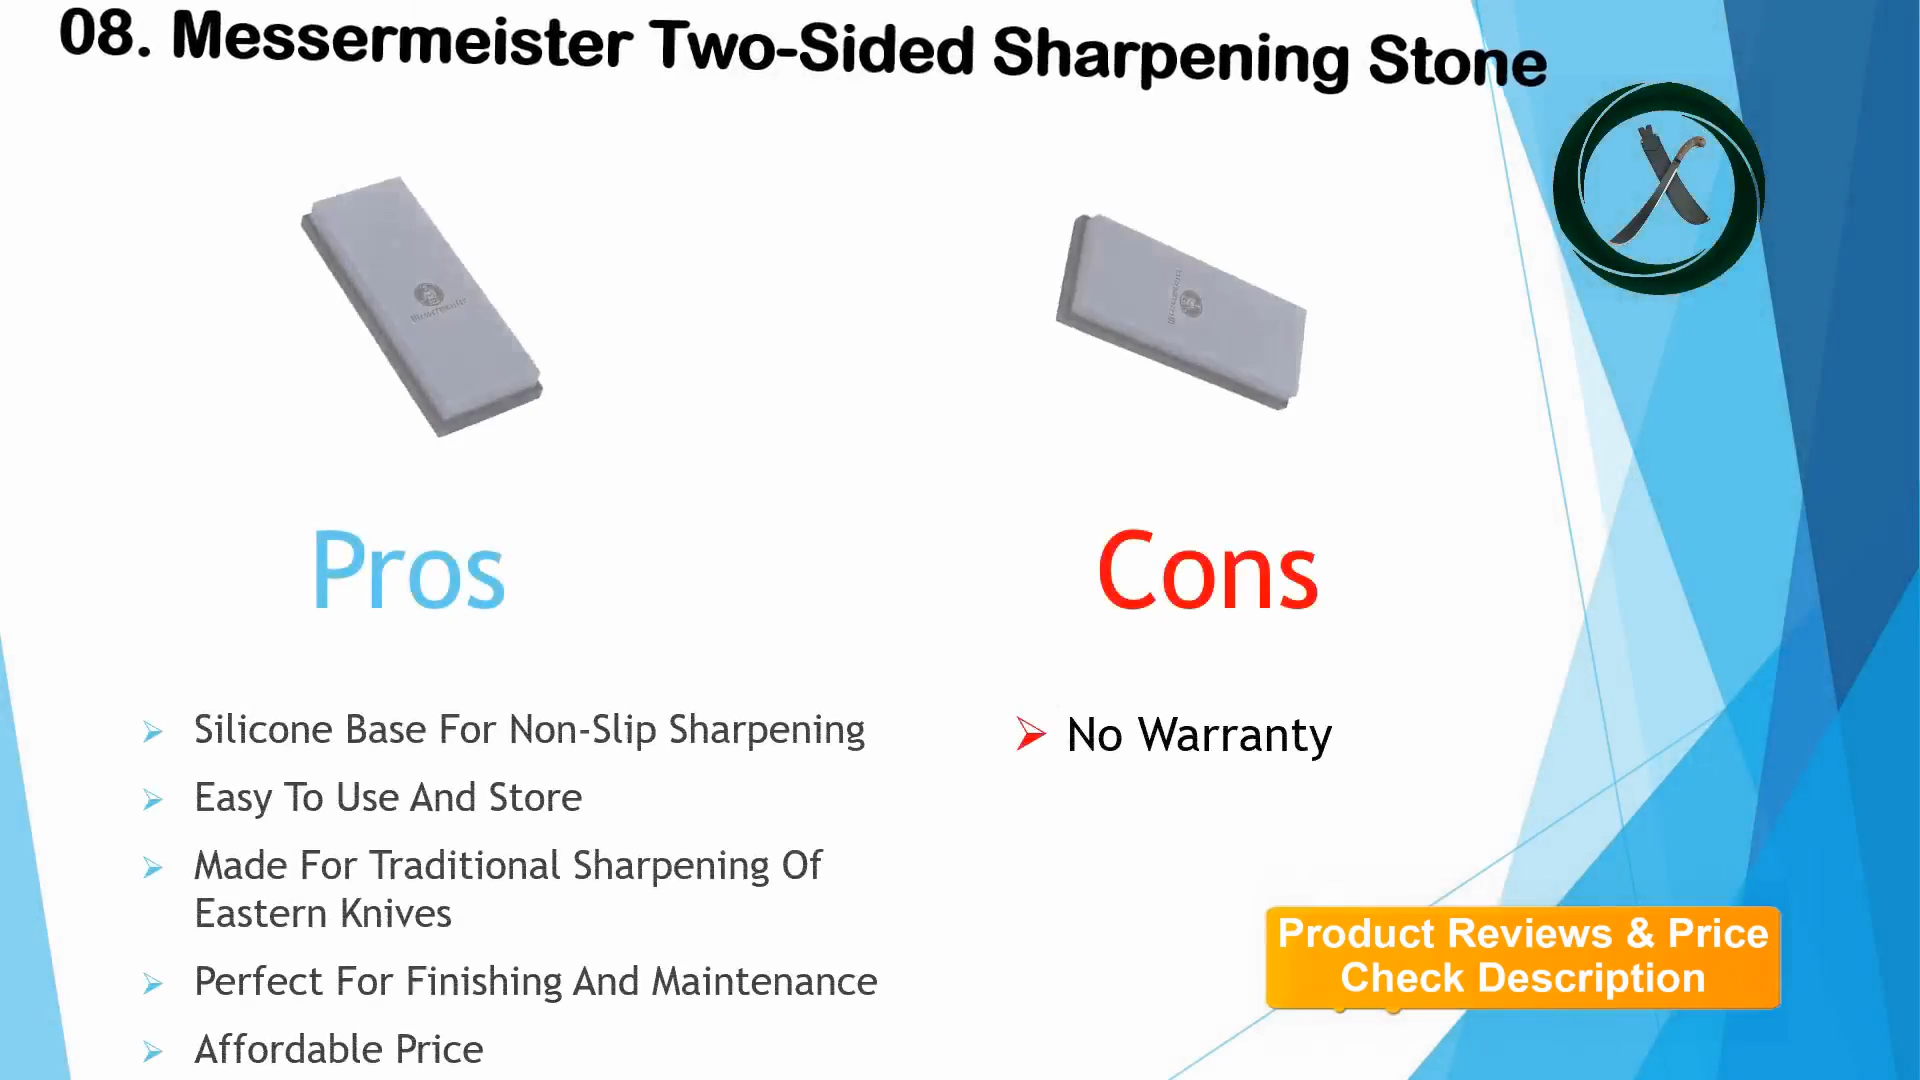 08. Messermeister Two-Sided Sharpening Stone
Messermeister
Messermeister
Pros
Cons
Silicone Base For Non-Slip Sharpening
Easy To Use And Store
Made For Traditional Sharpening Of
Eastern Knives
Perfect For Finishing And Maintenance
Affordable Price
No Warranty
Product Reviews & Price
Check Description